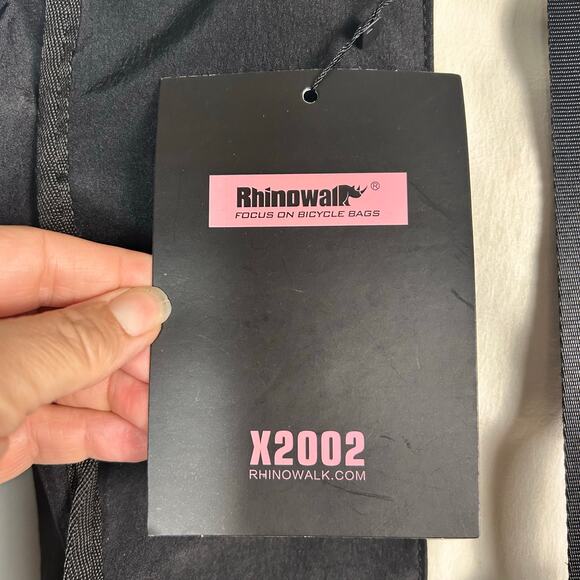 Rhinowalk®
FOCUS ON BICYCLE BAGS
X2002
RHINOWALK.COM